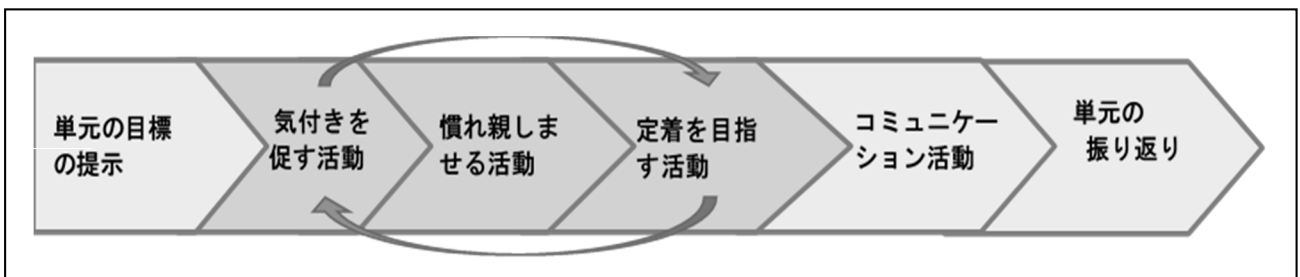 単元の目標
の提示
気付きを
促す活動
慣れ親しま
せる活動
定着を目指
す活動
コミュニケー
ション活動
単元の
振り返り